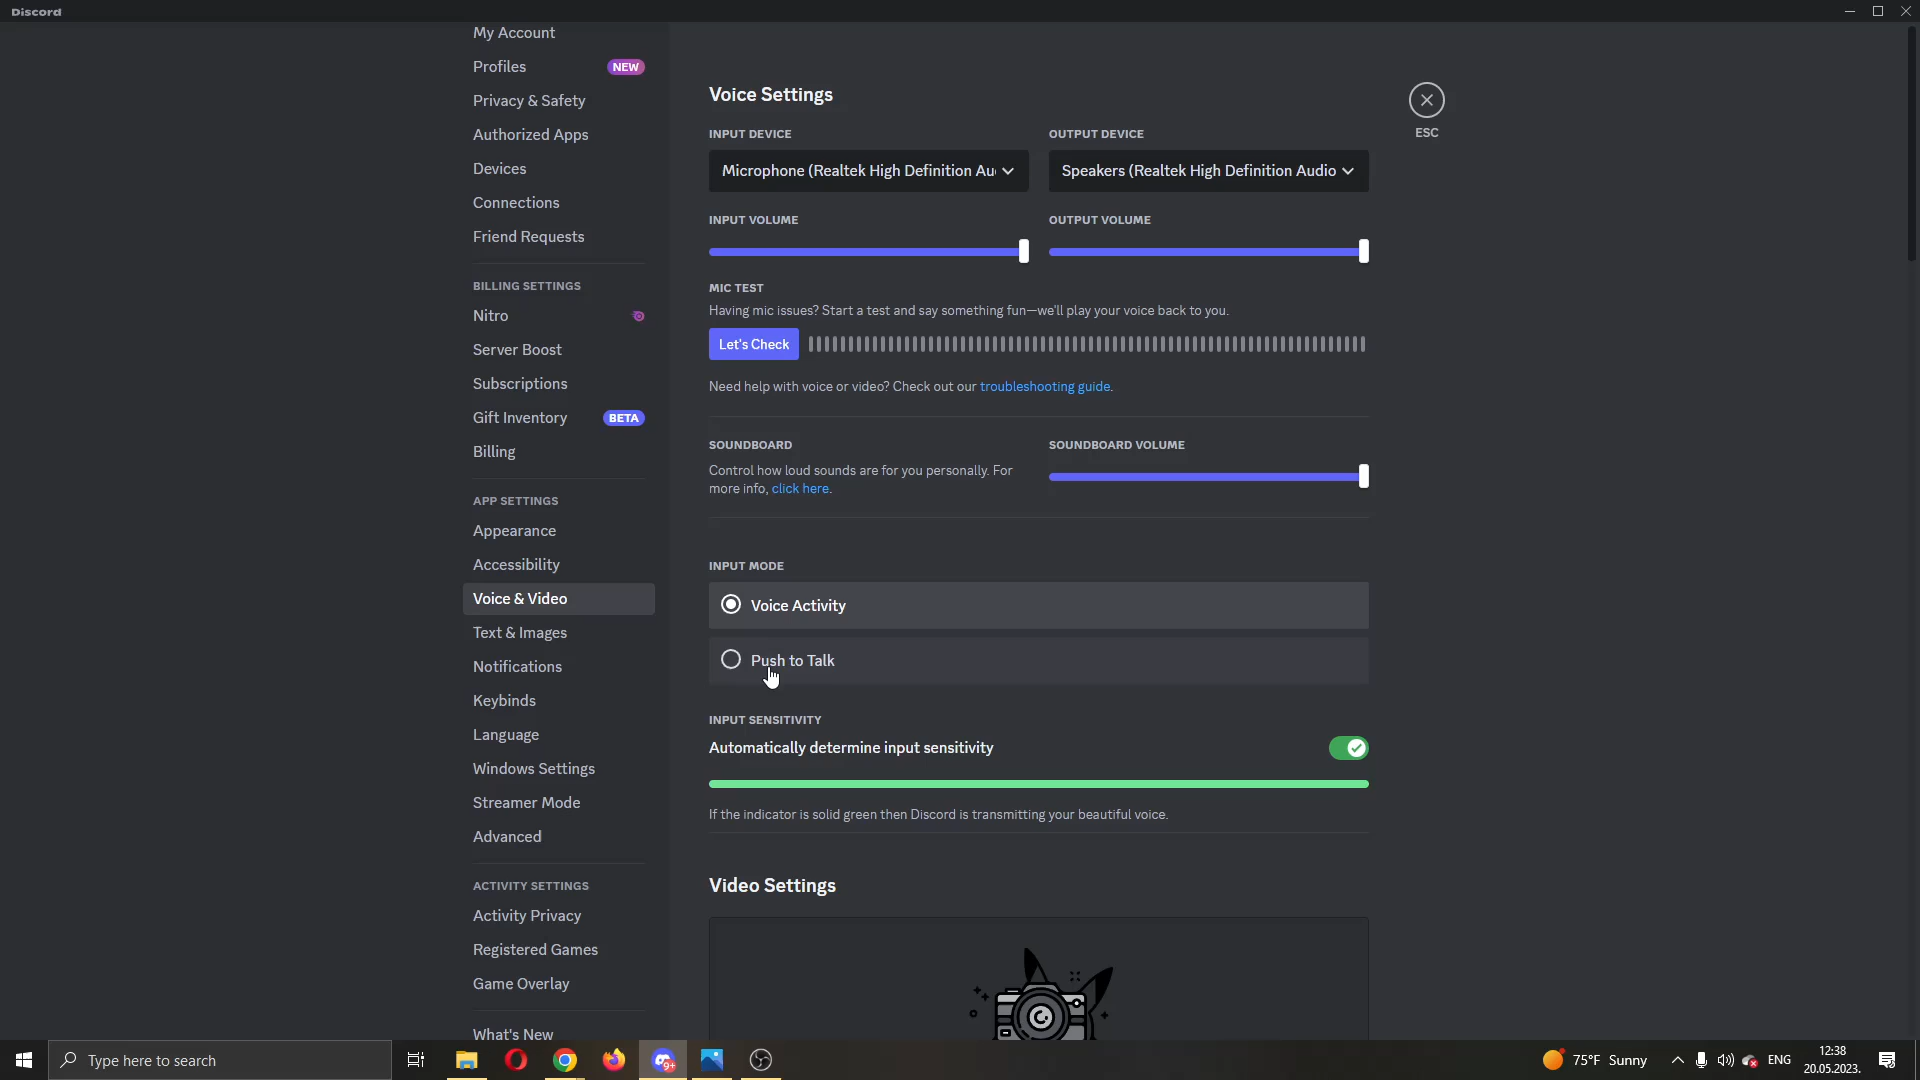 Discord
My Account
Profiles NEW
Privacy & Safety
Authorized Apps
Devices
Connections
Friend Requests
BILLING SETTINGS
Nitro
Server Boost
Subscriptions
Gift Inventory BETA
Billing
APP SETTINGS
Appearance
Accessibility
Voice & Video
Text & Images
Notifications
Keybinds
Language
Windows Settings
Streamer Mode
Advanced
ACTIVITY SETTINGS
Activity Privacy
Registered Games
Game Overlay
What's New
Voice Settings
INPUT DEVICE
Microphone (Realtek High Definition Au
OUTPUT DEVICE
Speakers (Realtek High Definition Audio
INPUT VOLUME
OUTPUT VOLUME
MIC TEST
Having mic issues? Start a test and say something fun—we'll play your voice back to you.
Let's Check
Need help with voice or video? Check out our troubleshooting guide.
SOUNDBOARD
Control how loud sounds are for you personally. For
more info, click here.
SOUNDBOARD VOLUME
INPUT MODE
Voice Activity
Push to Talk
INPUT SENSITIVITY
Automatically determine input sensitivity
If the indicator is solid green then Discord is transmitting your beautiful voice.
Video Settings
ESC
Type here to search
9+
75°F Sunny
ENG
12:38
20.05.2023.